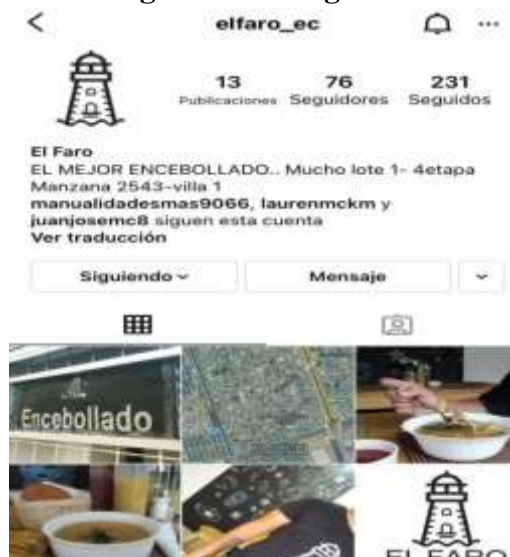 elfaro_ec
13 76 231
Publicaciones Seguidores Seguidos
El Faro
EL MEJOR ENCEBOLLADO.. Mucho lote 1- 4etapa
Manzana 2543-villa 1
manualidadesmas9066, laurenmckm y
juanjosemc8 siguen esta cuenta
Ver traducción
Siguiendo Mensaje
Encebollado
EL FARO